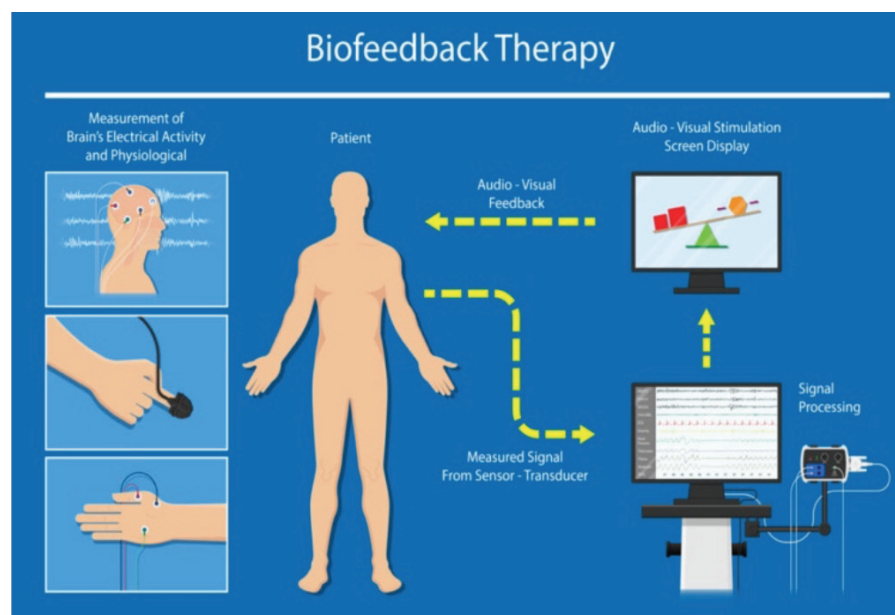 Biofeedback Therapy
Measurement of
Brain's Electrical Activity
and Physiological
Patient
Audio - Visual Stimulation
Screen Display
Audio - Visual
Feedback
Signal
Processing
Measured Signal
From Sensor - Transducer